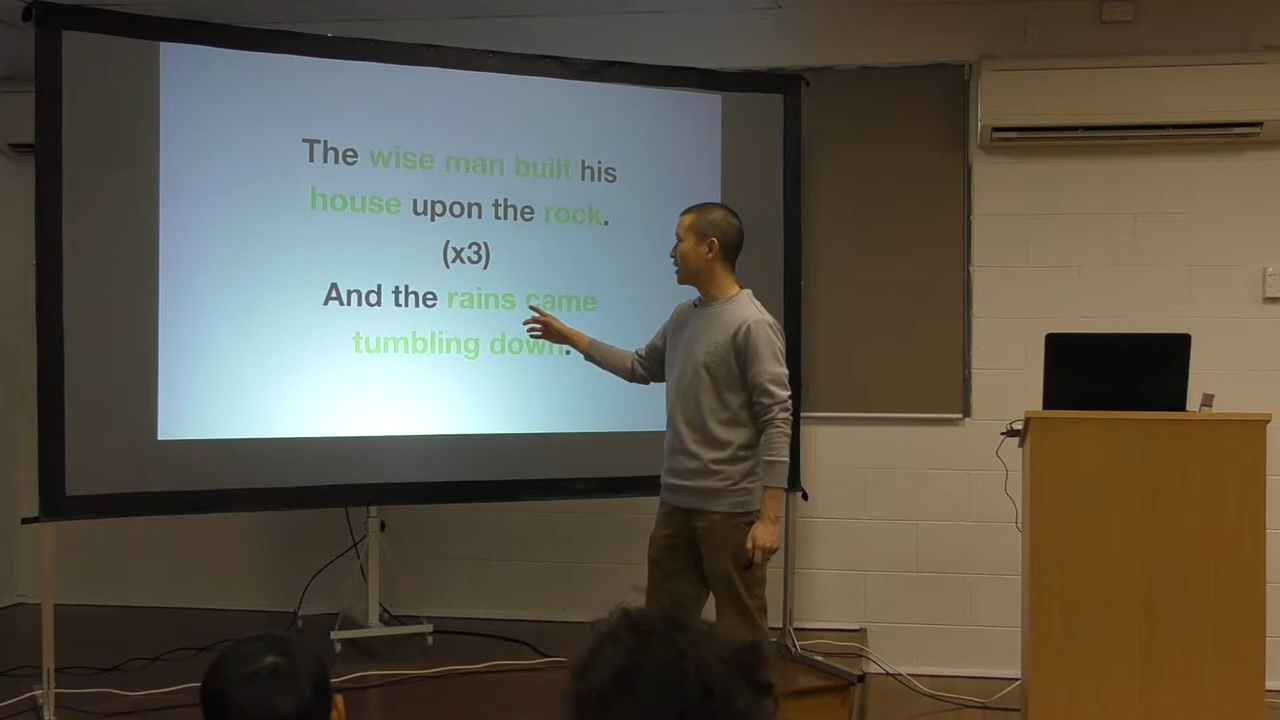 The wise man built his
house upon the rock.
(x3)
And the rains came
tumbling down.